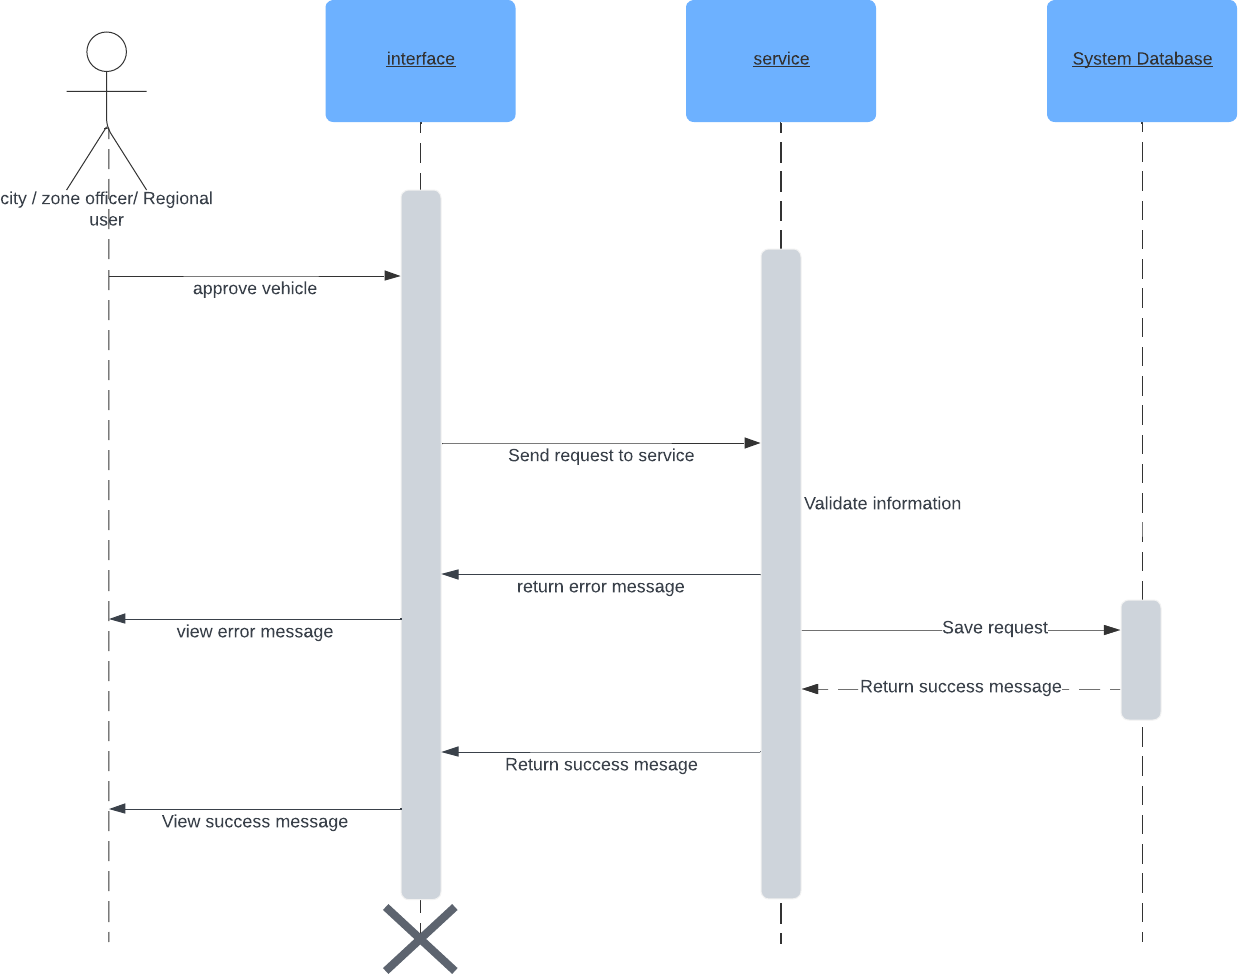 interface
service
System Database
city / zone officer/ Regional
user
approve vehicle
Send request to service
Validate information
return error message
view error message
Save request
Return success message
Return success mesage
View success message